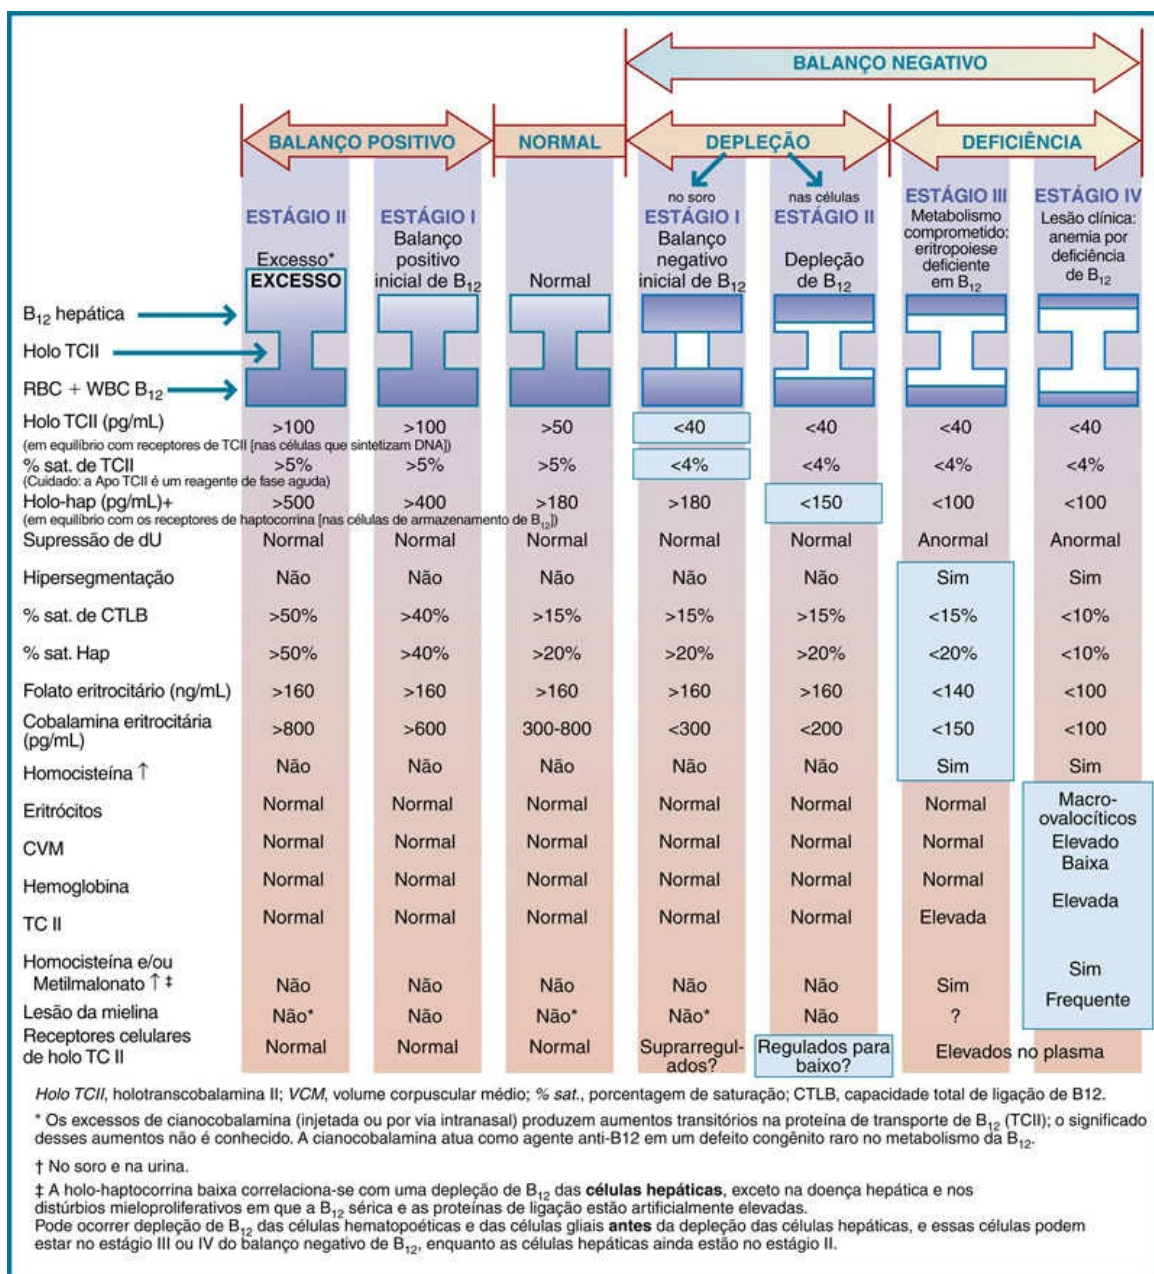 BALANÇO NEGATIVO
BALANÇO POSITIVO NORMAL DEPLEÇÃO DEFICIÊNCIA
no soro nas células
ESTÁGIO II
Excesso*
EXCESSO
ESTÁGIO I
Balanço
positivo
inicial de B12
Normal
ESTÁGIO I
Balanço
negativo
inicial de B12
ESTÁGIO II
Depleção
de B12
ESTÁGIO III
Metabolismo
comprometido:
eritropoiese
deficiente
em B12
ESTÁGIO IV
Lesão clínica:
anemia por
deficiência
de B12
B12 hepática
Holo TCII
RBC + WBC B12
Holo TCII (pg/mL) >100 >100 >50 <40 <40 <40 <40
(em equilíbrio com receptores de TCII [nas células que sintetizam DNA])
% sat. de TCII >5% >5% >5% <4% <4% <4% <4%
(Cuidado: a Apo TCII é um reagente de fase aguda)
Holo-hap (pg/mL)+ >500 >400 >180 >180 <150 <100 <100
(em equilíbrio com os receptores de haptocorrina [nas células de armazenamento de B12])
Supressão de dU Normal Normal Normal Normal Normal Anormal Anormal
Hipersegmentação Não Não Não Não Não Sim Sim
% sat. de CTLB >50% >40% >15% >15% >15% <15% <10%
% sat. Hap >50% >40% >20% >20% >20% <20% <10%
Folato eritrocitário (ng/mL) >160 >160 >160 >160 >160 <140 <100
Cobalamina eritrocitária
(pg/mL) >800 >600 300-800 <300 <200 <150 <100
Homocisteína ↑ Não Não Não Não Não Sim Sim
Eritrócitos Normal Normal Normal Normal Normal Normal Macro-
ovalocíticos
CVM Normal Normal Normal Normal Normal Normal Elevado
Baixa
Hemoglobina Normal Normal Normal Normal Normal Normal
Elevada
TC II Normal Normal Normal Normal Normal Elevada
Homocisteína e/ou
Metilmalonato ↑ ‡ Não Não Não Não Não Sim Sim
Lesão da mielina Não* Não Não* Não* Não ? Frequente
Receptores celulares
de holo TC II Normal Normal Normal Suprarregul-
ados? Regulados para
baixo? Elevados no plasma
Holo TCII, holotranscobalamina II; VCM, volume corpuscular médio; % sat., porcentagem de saturação; CTLB, capacidade total de ligação de B12.
* Os excessos de cianocobalamina (injetada ou por via intranasal) produzem aumentos transitórios na proteína de transporte de B12 (TCII); o significado
desses aumentos não é conhecido. A cianocobalamina atua como agente anti-B12 em um defeito congênito raro no metabolismo da B12.
† No soro e na urina.
‡ A holo-haptocorrina baixa correlaciona-se com uma depleção de B12 das células hepáticas, exceto na doença hepática e nos
distúrbios mieloproliferativos em que a B12 sérica e as proteínas de ligação estão artificialmente elevadas.
Pode ocorrer depleção de B12 das células hematopoéticas e das células gliais antes da depleção das células hepáticas, e essas células podem
estar no estágio III ou IV do balanço negativo de B12, enquanto as células hepáticas ainda estão no estágio II.